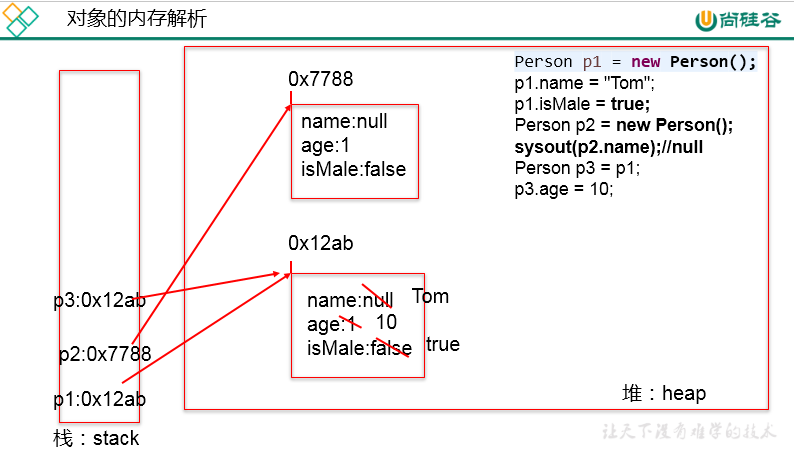 对象的内存解析
尚硅谷
0x7788
name:null
age:1
isMale:false
Person p1 = new Person();
p1.name = "Tom";
p1.isMale = true;
Person p2 = new Person();
sysout(p2.name);//null
Person p3 = p1;
p3.age = 10;
0x12ab
name:null Tom
age:1 10
isMale:false true
p3:0x12ab
p2:0x7788
p1:0x12ab
栈：stack
堆：heap
让天下没有难学的技术